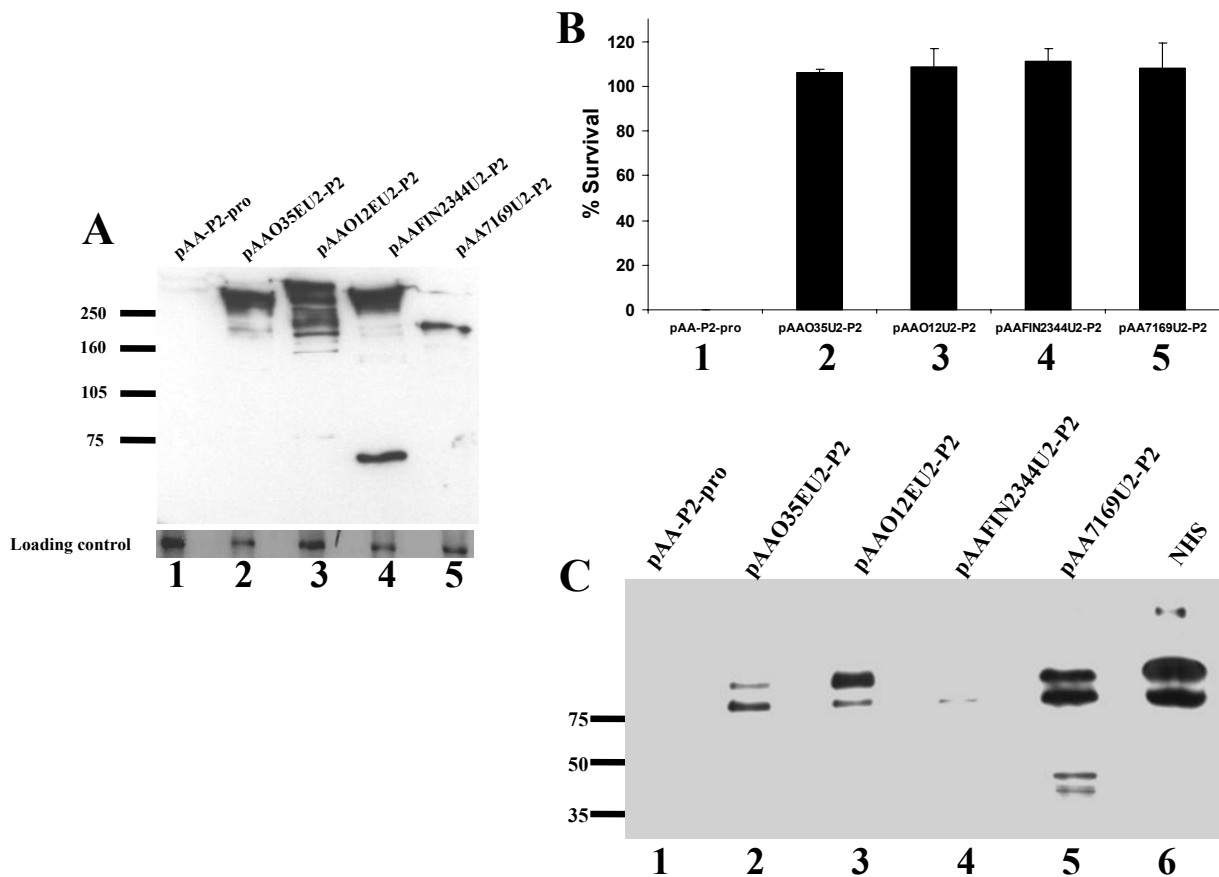 A
pAA-P2-pro
pAAO35EU2-P2
pAAO12EU2-P2
pAAFIN2344U2-P2
pAA7169U2-P2
250
160
105
75
Loading control
1 2 3 4 5
B
% Survival
120
100
80
60
40
20
0
pAA-P2-pro pAAO35U2-P2 pAAO12U2-P2 pAAFIN2344U2-P2 pAA7169U2-P2
1 2 3 4 5
C
pAA-P2-pro
pAAO35EU2-P2
pAAO12EU2-P2
pAAFIN2344U2-P2
pAA7169U2-P2
NHS
75
50
35
1 2 3 4 5 6